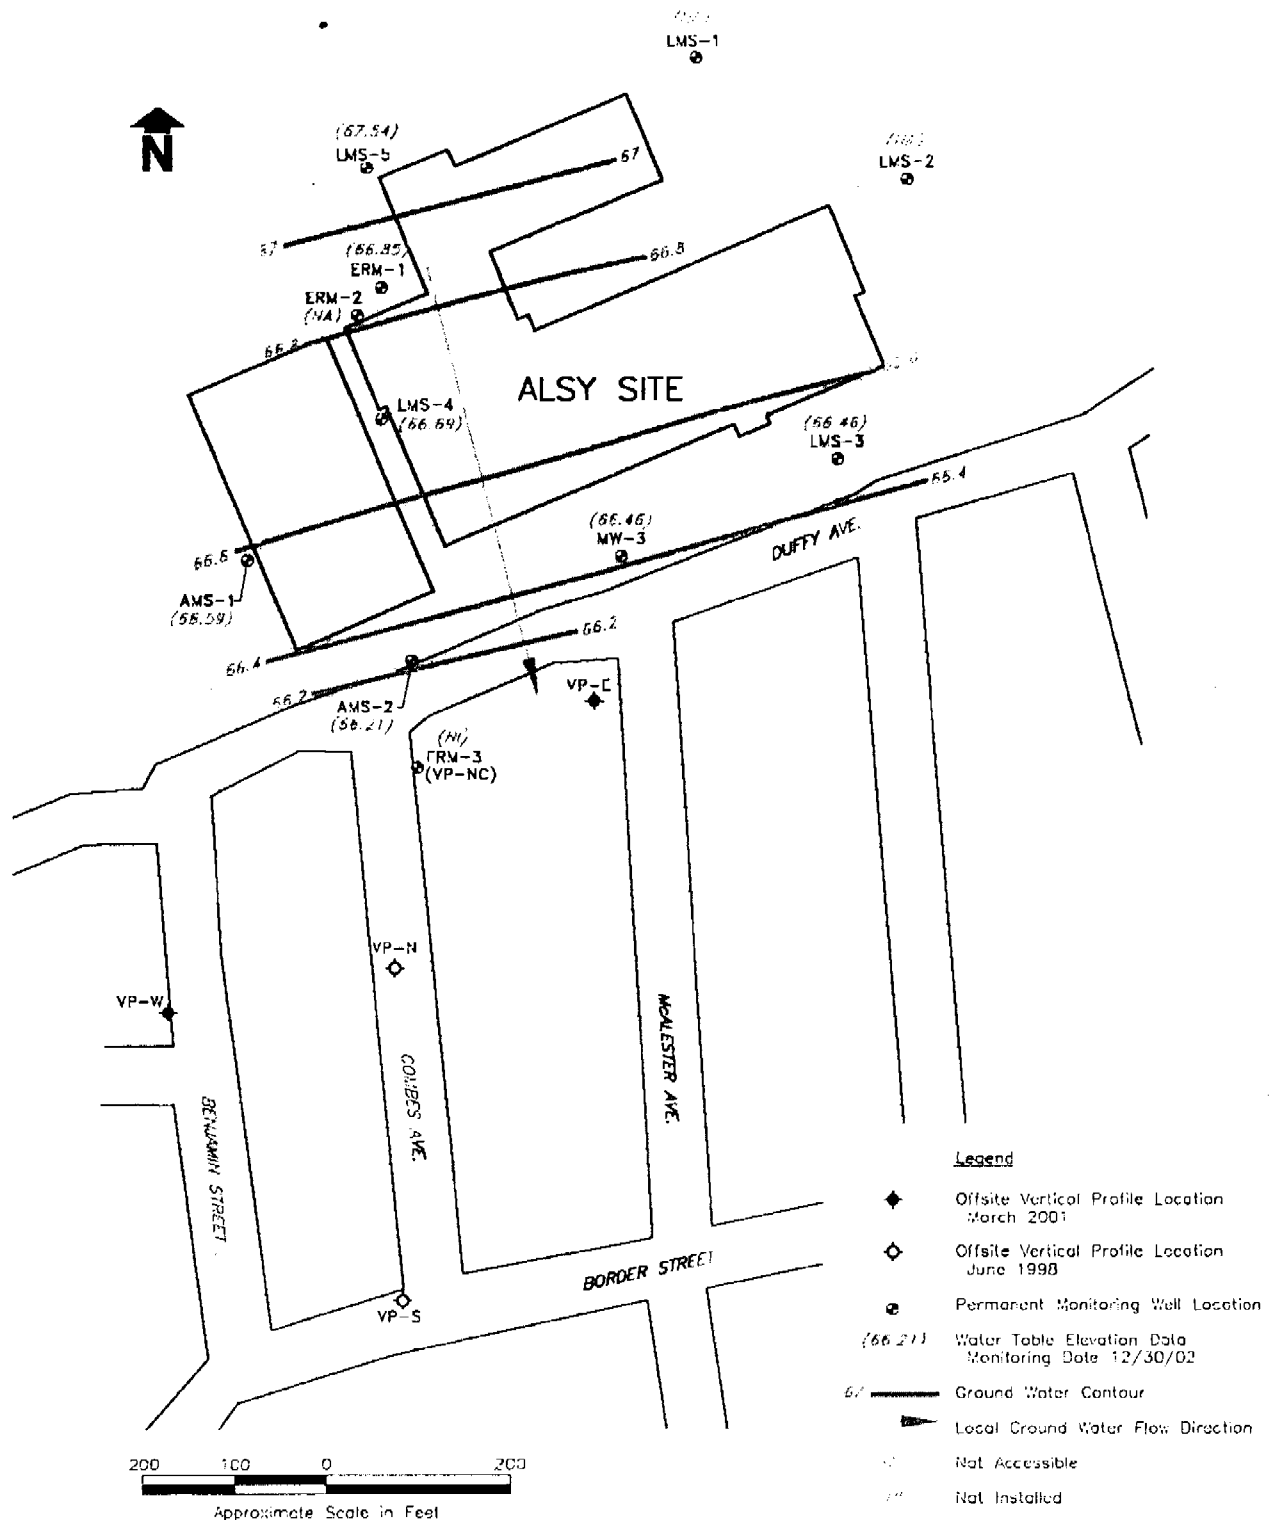 LMS-1
N
(67.54)
LMS-5
LMS-2
67
67
(66.85)
ERM-1
66.8
ERM-2
(NA)
66.8
ALSY SITE
LMS-4
(66.69)
(66.46)
LMS-3
66.4
(66.46)
MW-3
DUFFY AVE.
66.6
AMS-1
(66.59)
66.4
66.2
66.2
AMS-2
(66.21)
VP-E
(NI)
ERM-3
(VP-NC)
VP-N
VP-W
McALESTER AVE.
COMBES AVE.
BENJAMIN STREET
BORDER STREET
VP-S
Legend
Offsite Vertical Profile Location
March 2001
Offsite Vertical Profile Location
June 1998
Permanent Monitoring Well Location
(66.21)
Water Table Elevation Data
Monitoring Date 12/30/02
67
Ground Water Contour
Local Ground Water Flow Direction
Not Accessible
Not Installed
200 100 0 200
Approximate Scale in Feet